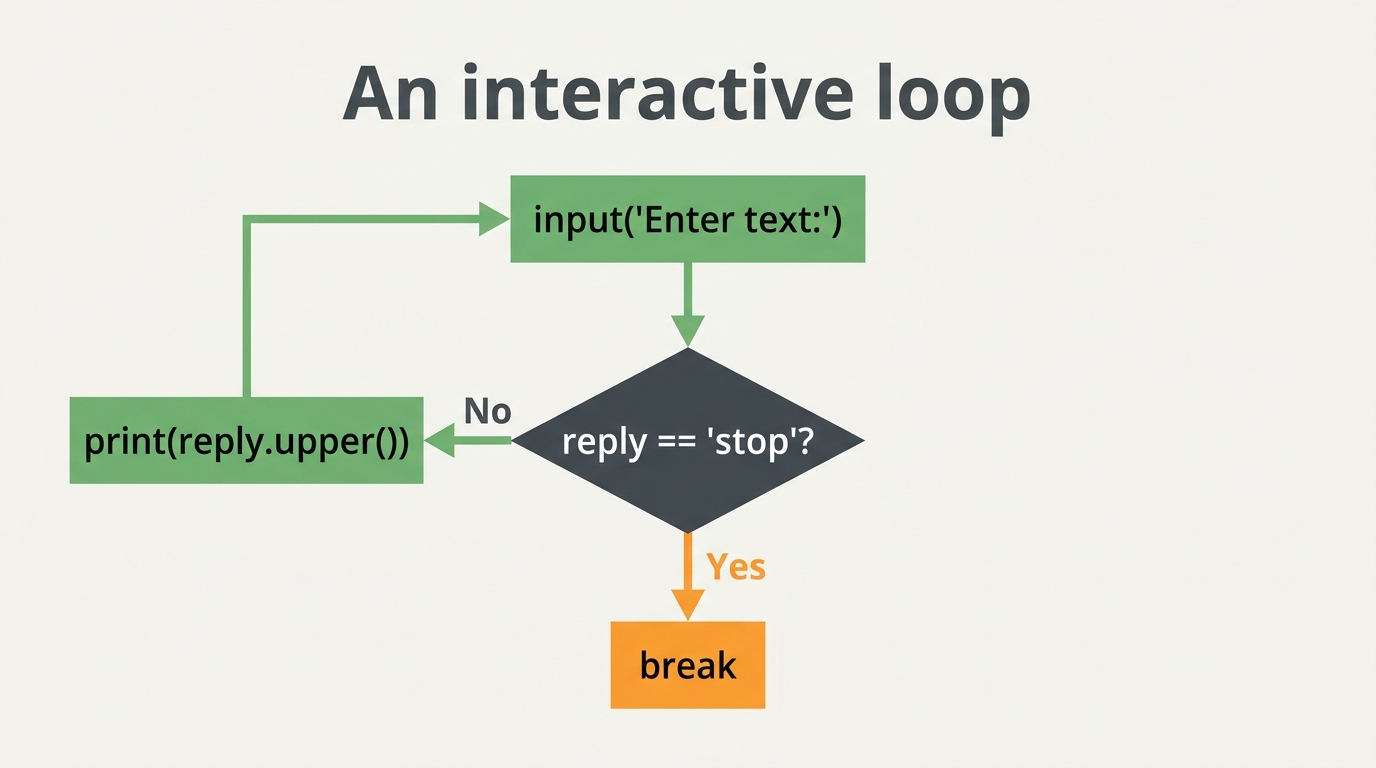 An interactive loop
input('Enter text:')
No
print(reply.upper())
reply == 'stop'?
Yes
break